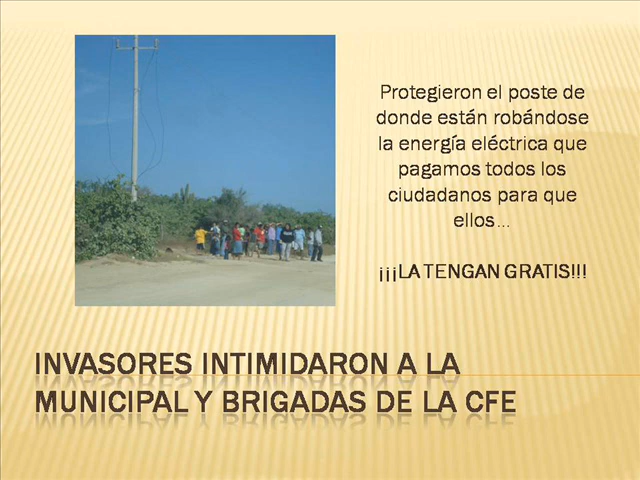 Protegieron el poste de
donde están robándose
la energía eléctrica que
pagamos todos los
ciudadanos para que
ellos...
¡¡¡LA TENGAN GRATIS!!!
INVASORES INTIMIDARON A LA
MUNICIPAL Y BRIGADAS DE LA CFE